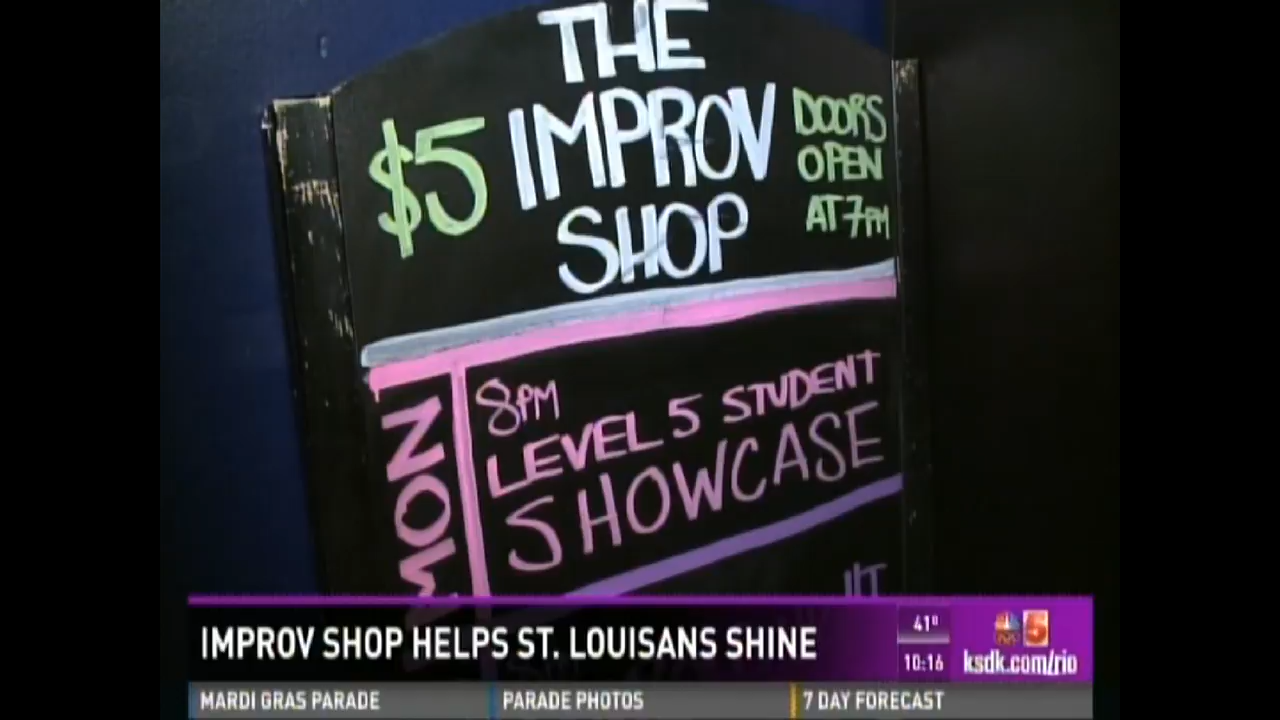 THE
$5 IMPROV
SHOP
DOORS
OPEN
AT 7PM
MON
8PM
LEVEL 5 STUDENT
SHOWCASE
IMPROV SHOP HELPS ST. LOUISANS SHINE
41°
10:16
5
ksdk.com/rio
MARDI GRAS PARADE
PARADE PHOTOS
7 DAY FORECAST